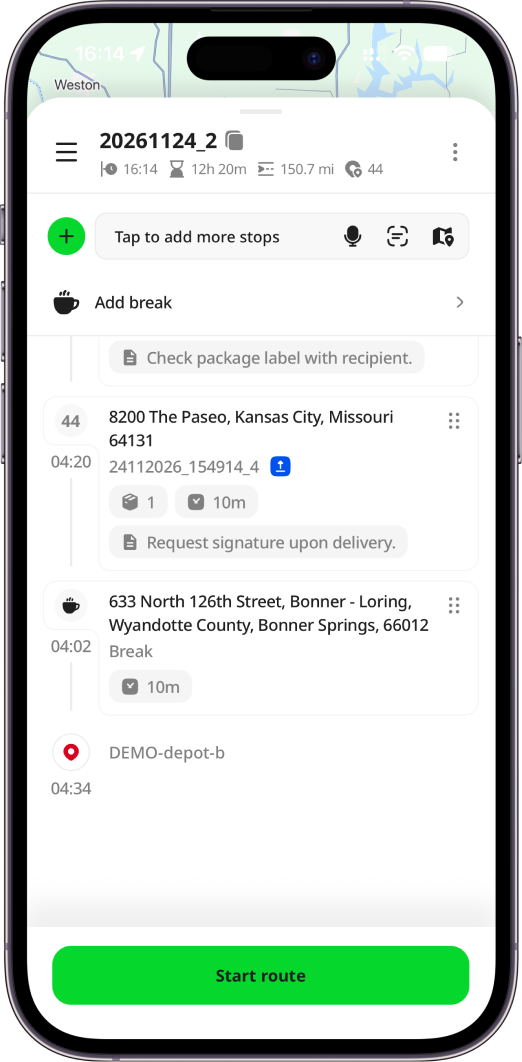 16:14
Weston
20261124_2
16:14 12h 20m 150.7 mi 44
Tap to add more stops
Add break
Check package label with recipient.
44
8200 The Paseo, Kansas City, Missouri
64131
04:20
24112026_154914_4
1 10m
Request signature upon delivery.
633 North 126th Street, Bonner - Loring,
Wyandotte County, Bonner Springs, 66012
04:02
Break
10m
DEMO-depot-b
04:34
Start route